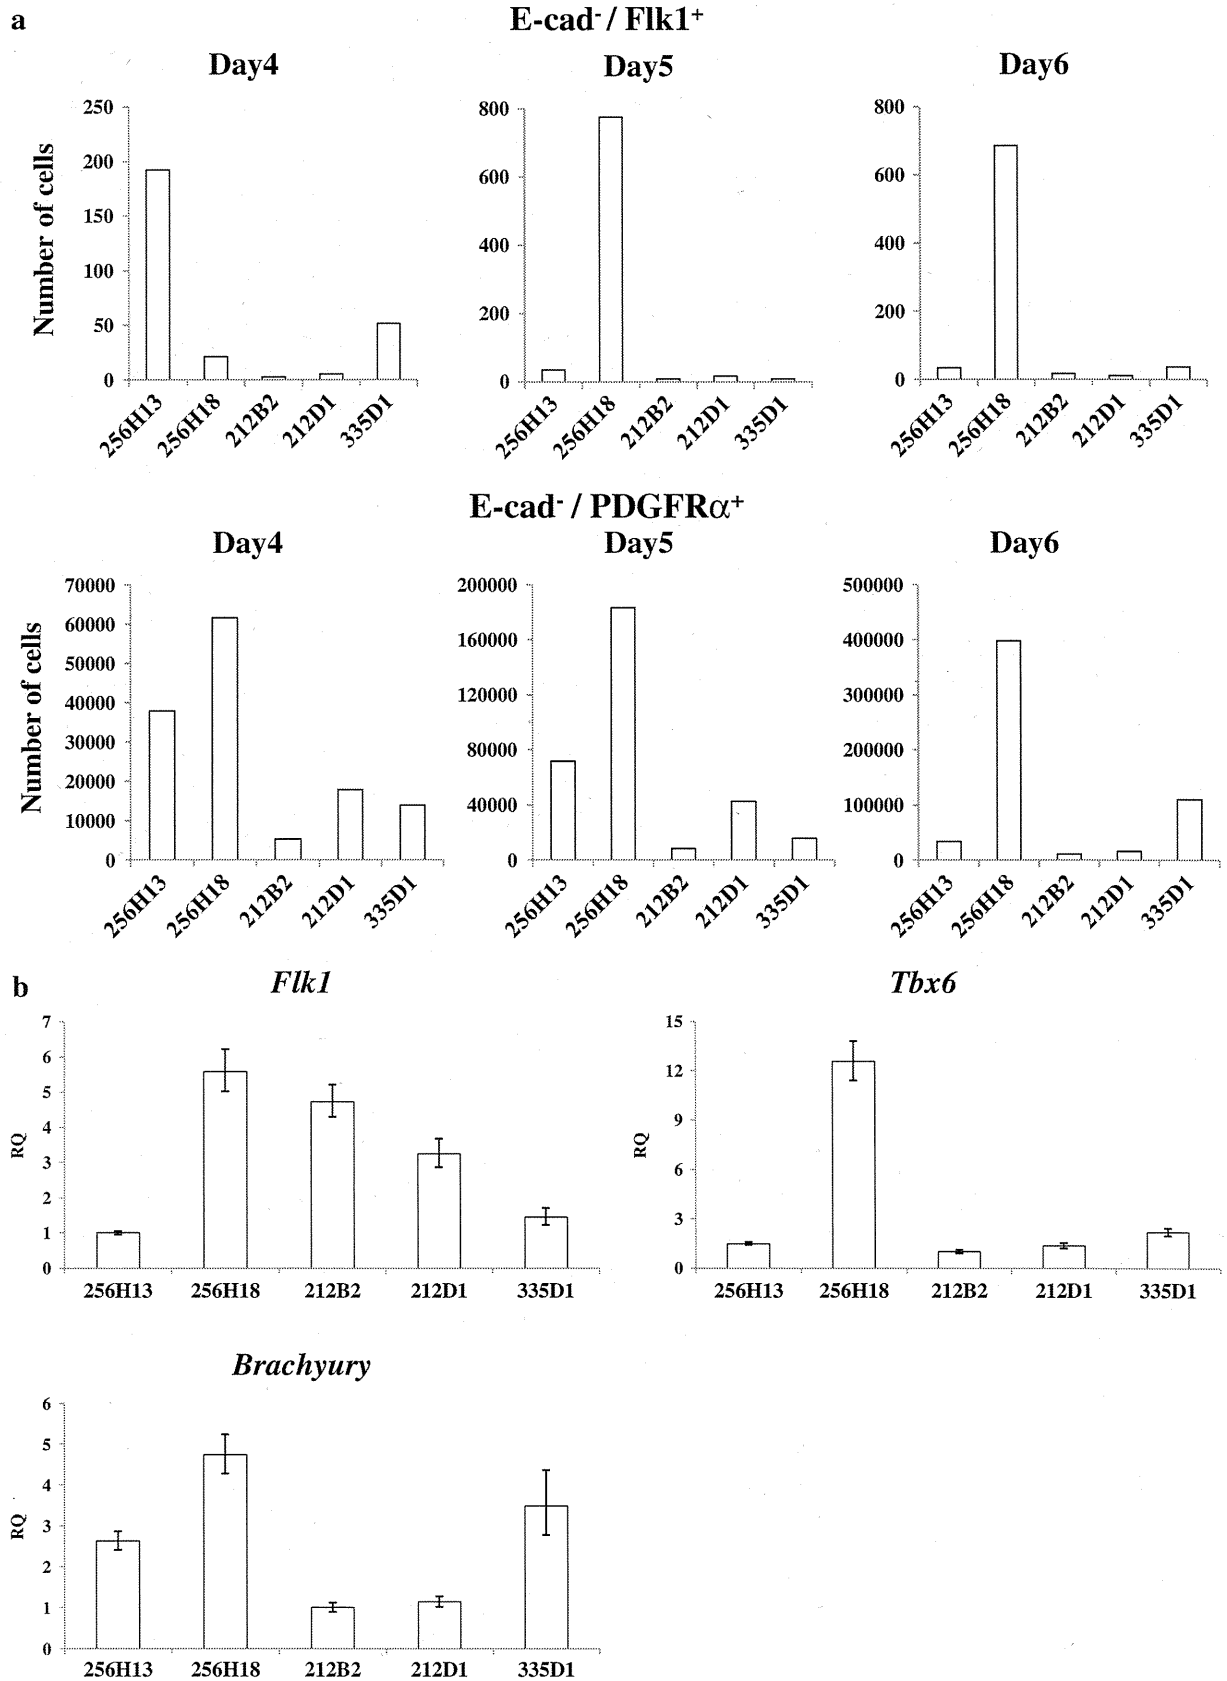 a
E-cad⁻ / Flk1⁺
Day4 Day5 Day6
Number of cells
250
200
150
100
50
0
256H13 256H18 212B2 212D1 335D1
800
600
400
200
0
256H13 256H18 212B2 212D1 335D1
800
600
400
200
0
256H13 256H18 212B2 212D1 335D1
E-cad⁻ / PDGFRα⁺
Day4 Day5 Day6
Number of cells
70000
60000
50000
40000
30000
20000
10000
0
256H13 256H18 212B2 212D1 335D1
200000
160000
120000
80000
40000
0
256H13 256H18 212B2 212D1 335D1
500000
400000
300000
200000
100000
0
256H13 256H18 212B2 212D1 335D1
b
Flk1
RQ
7
6
5
4
3
2
1
0
256H13 256H18 212B2 212D1 335D1
Tbx6
RQ
15
12
9
6
3
0
256H13 256H18 212B2 212D1 335D1
Brachyury
RQ
6
5
4
3
2
1
0
256H13 256H18 212B2 212D1 335D1